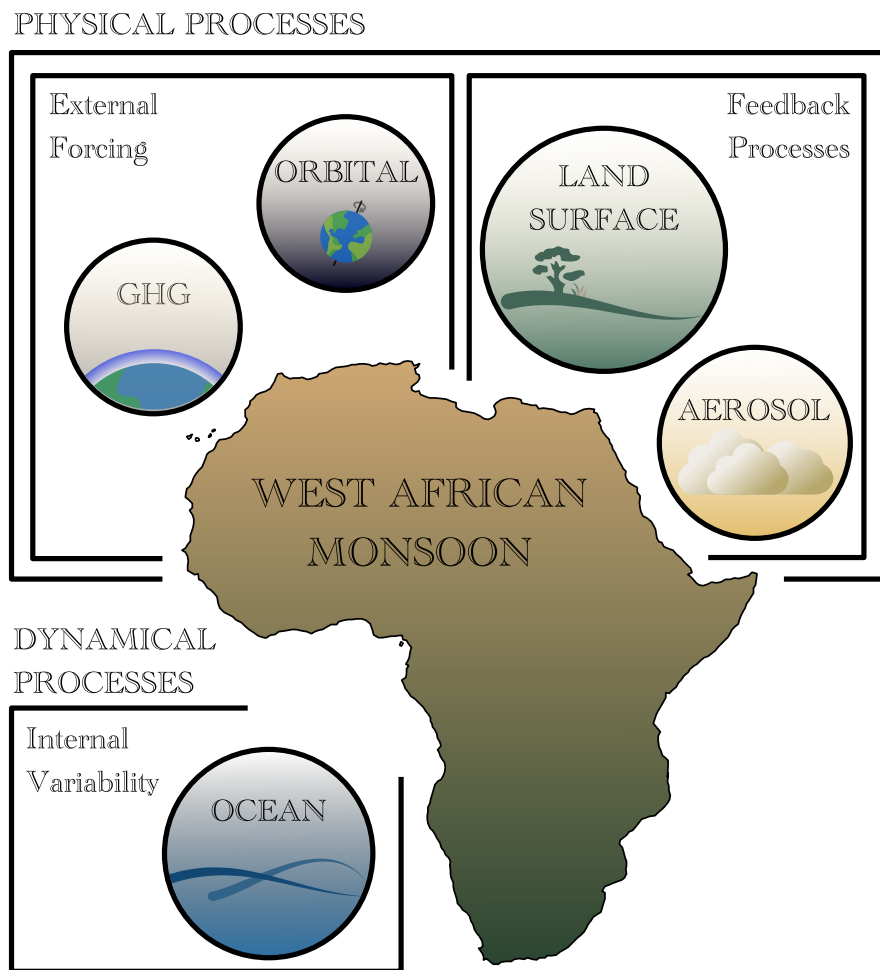 PHYSICAL PROCESSES
External
Forcing
ORBITAL
GHG
Feedback
Processes
LAND
SURFACE
AEROSOL
WEST AFRICAN
MONSOON
DYNAMICAL
PROCESSES
Internal
Variability
OCEAN